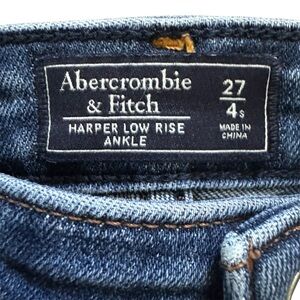 Abercrombie
& Fitch
HARPER LOW RISE
ANKLE
27
4s
MADE IN
CHINA